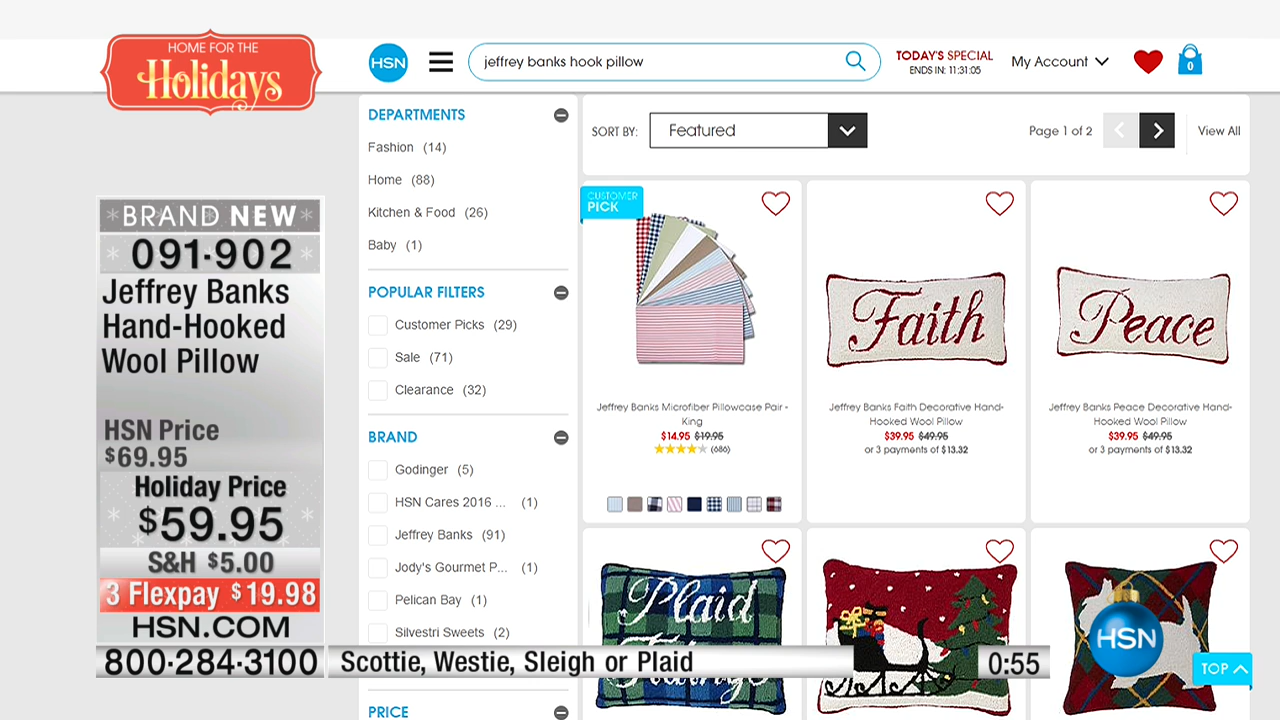 HOME FOR THE
Holidays
HSN
jeffrey banks hook pillow
TODAY'S SPECIAL
ENDS IN: 11:31:05
My Account
0
BRAND NEW
091-902
Jeffrey Banks
Hand-Hooked
Wool Pillow
HSN Price
$69.95
Holiday Price
$59.95
S&H $5.00
3 Flexpay $19.98
HSN.COM
800-284-3100
DEPARTMENTS
Fashion (14)
Home (88)
Kitchen & Food (26)
Baby (1)
POPULAR FILTERS
Customer Picks (29)
Sale (71)
Clearance (32)
BRAND
Godinger (5)
HSN Cares 2016 ... (1)
Jeffrey Banks (91)
Jody's Gourmet P... (1)
Pelican Bay (1)
Silvestri Sweets (2)
PRICE
SORT BY: Featured
Page 1 of 2
View All
CUSTOMER
PICK
Jeffrey Banks Microfiber Pillowcase Pair -
King
$14.95 $19.95
(686)
Faith
Jeffrey Banks Faith Decorative Hand-
Hooked Wool Pillow
$39.95 $49.95
or 3 payments of $13.32
Peace
Jeffrey Banks Peace Decorative Hand-
Hooked Wool Pillow
$39.95 $49.95
or 3 payments of $13.32
Plaid
HSN
TOP
Scottie, Westie, Sleigh or Plaid
0:55